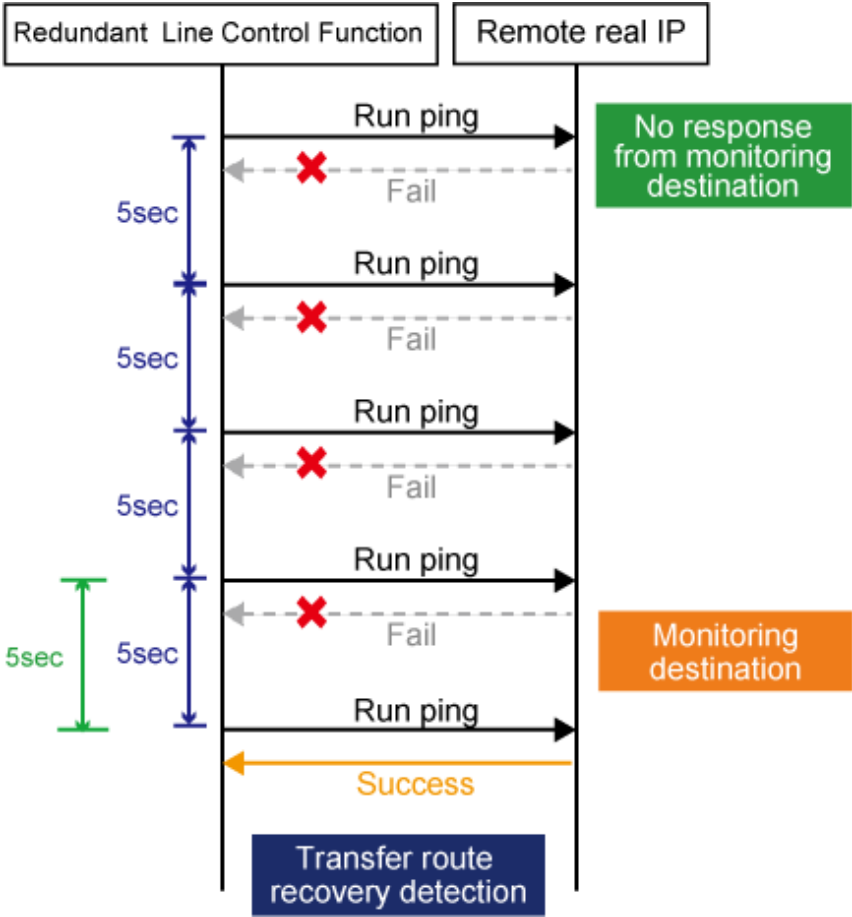 Redundant Line Control Function
Remote real IP
Run ping
No response
from monitoring
destination
Fail
5sec
Run ping
Fail
5sec
Run ping
Fail
5sec
Run ping
Fail
Monitoring
destination
5sec
5sec
Run ping
Success
Transfer route
recovery detection